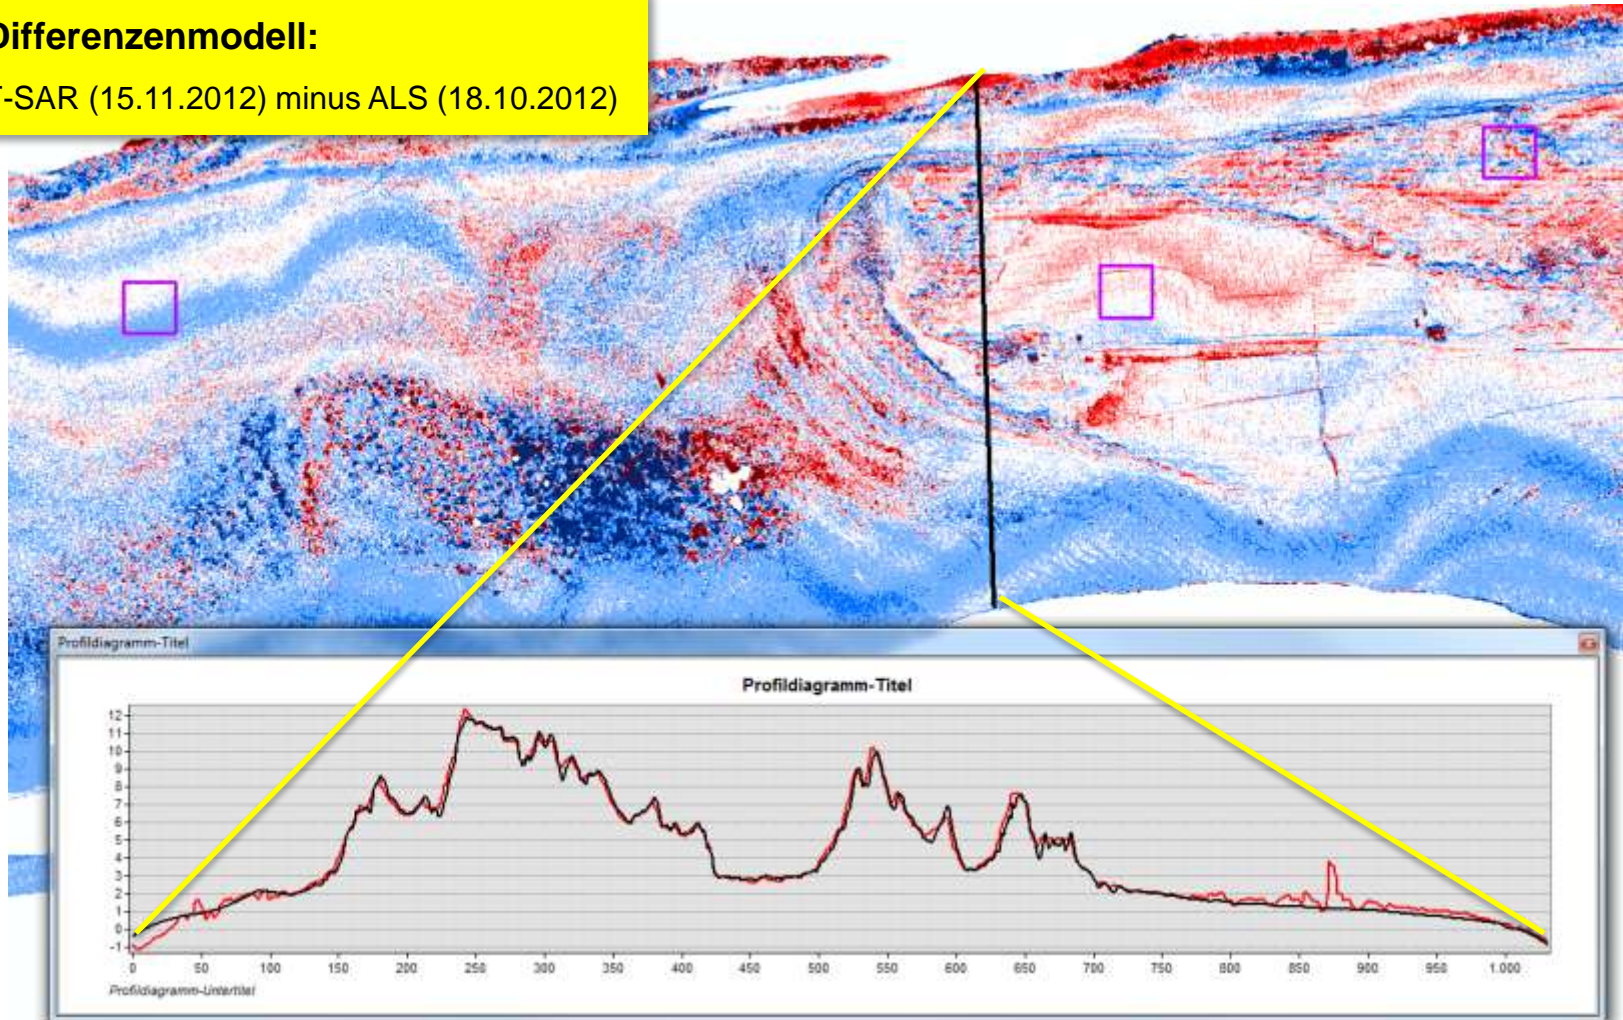 Differenzenmodell:
-SAR (15.11.2012) minus ALS (18.10.2012)
Profildiagramm-Titel
Profildiagramm-Titel
12
11
10
9
8
7
6
5
4
3
2
1
0
-1
0 50 100 150 200 250 300 350 400 450 500 550 600 650 700 750 800 850 900 950 1.000
Profildiagramm-Untertitel